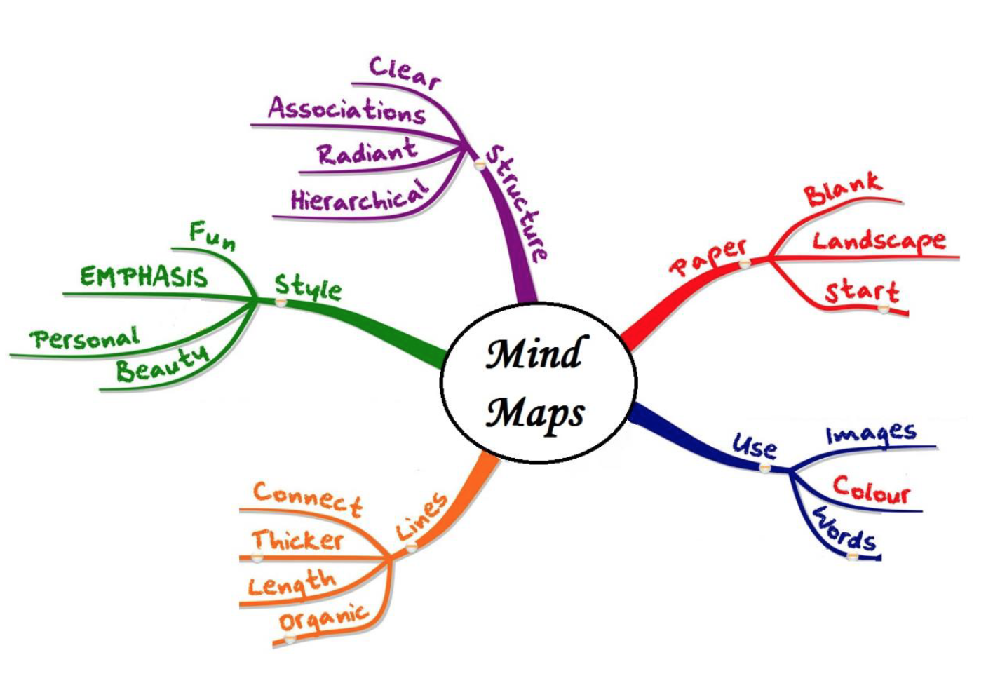 Mind
Maps
Structure
Clear
Associations
Radiant
Hierarchical
Paper
Blank
Landscape
Start
Use
Images
Colour
Words
Lines
Connect
Thicker
Length
Organic
Style
Fun
EMPHASIS
Personal
Beauty